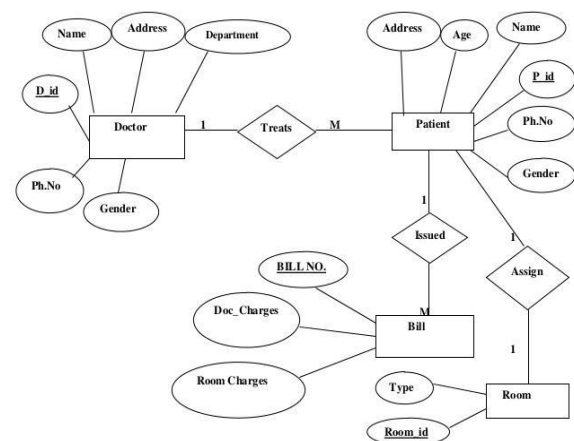 Name
Address
Department
D_id
Doctor
Ph.No
Gender
1
Treats
M
Address
Age
Name
P_id
Patient
Ph.No
Gender
1
Issued
M
1
Assign
1
BILL NO.
Doc_Charges
Room Charges
Bill
Type
Room_id
Room